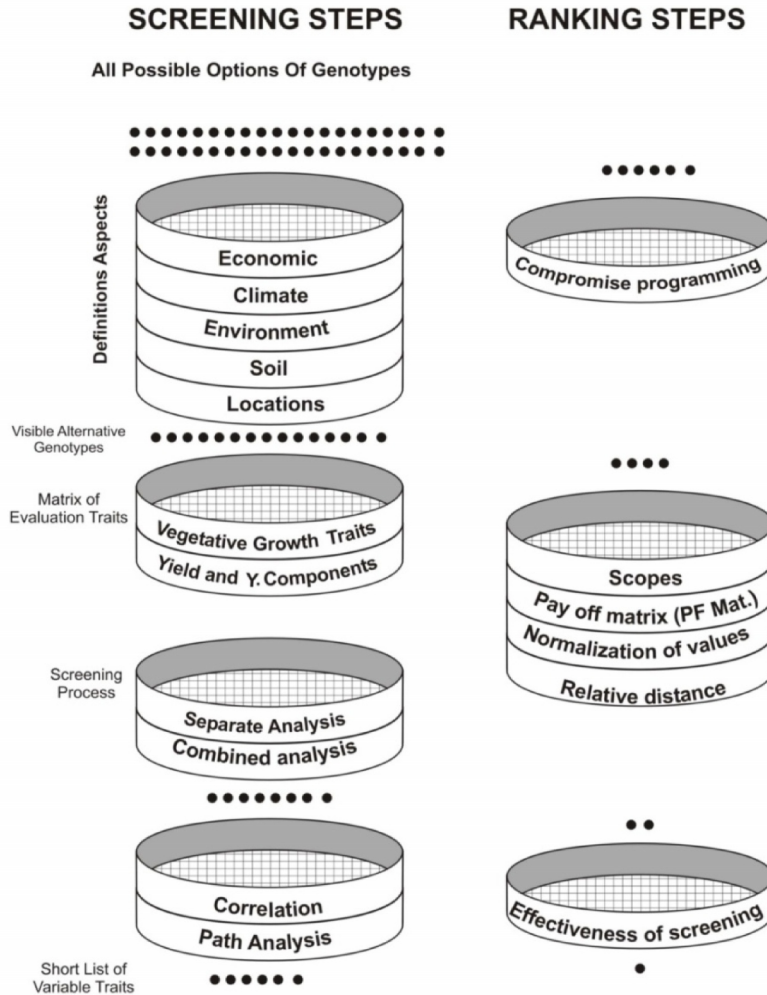 SCREENING STEPS
All Possible Options Of Genotypes
Definitions Aspects
Economic
Climate
Environment
Soil
Locations
Visible Alternative
Genotypes
Matrix of
Evaluation Traits
Vegetative Growth Traits
Yield and Y. Components
Screening
Process
Separate Analysis
Combined analysis
Correlation
Path Analysis
Short List of
Variable Traits
RANKING STEPS
Compromise programming
Scopes
Pay off matrix (PF Mat.)
Normalization of values
Relative distance
Effectiveness of screening